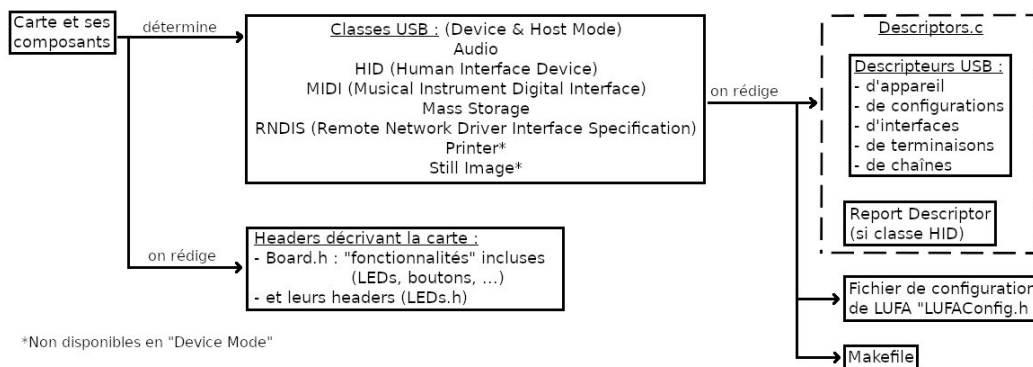 Carte et ses
composants
détermine
Classes USB : (Device & Host Mode)
Audio
HID (Human Interface Device)
MIDI (Musical Instrument Digital Interface)
Mass Storage
RNDIS (Remote Network Driver Interface Specification)
Printer*
Still Image*
on rédige
Descriptors.c
Descripteurs USB :
- d'appareil
- de configurations
- d'interfaces
- de terminaisons
- de chaînes
Report Descriptor
(si classe HID)
on rédige
Headers décrivant la carte :
- Board.h : "fonctionnalités" incluses
(LEDs, boutons, ...)
- et leurs headers (LEDs.h)
Fichier de configuration
de LUFA "LUFAConfig.h
Makefile
*Non disponibles en "Device Mode"